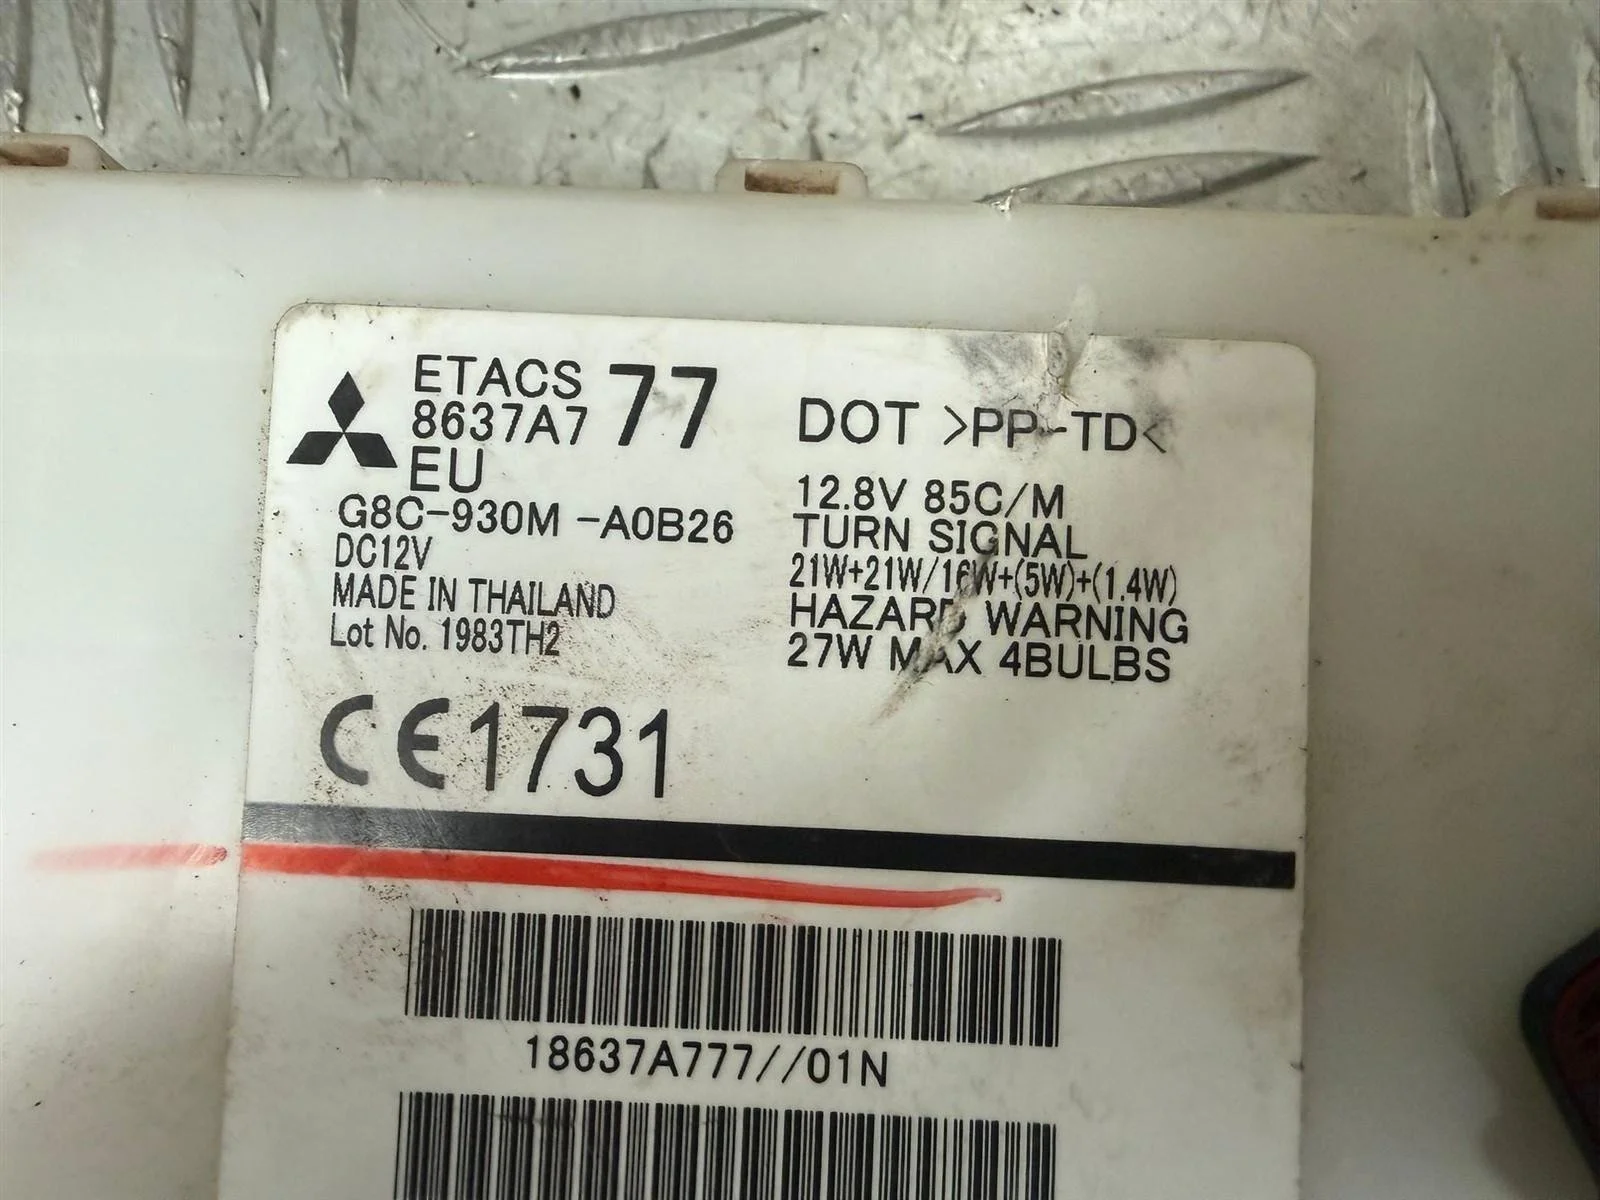 ETACS
8637A7 77
EU
G8C-930M -A0B26
DC12V
MADE IN THAILAND
Lot No. 1983TH2
CE1731
DOT >PP-TD<
12.8V 85C/M
TURN SIGNAL
21W+21W/16W+(5W)+(1.4W)
HAZARD WARNING
27W MAX 4BULBS
18637A777//01N